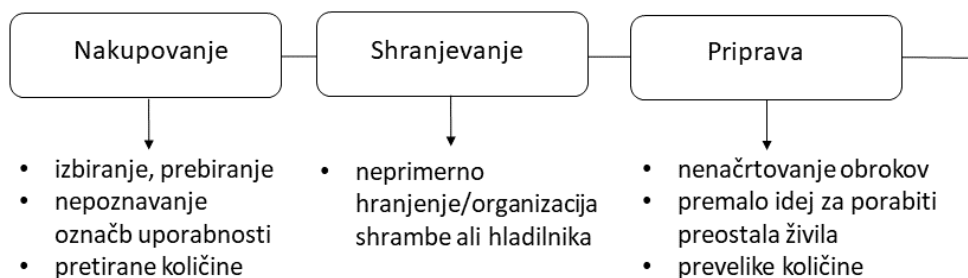 Nakupovanje
Shranjevanje
Priprava
• izbiranje, prebiranje
• nepoznavanje
označb uporabnosti
• pretirane količine
• neprimerno
hranjenje/organizacija
shrambe ali hladilnika
• nenačrtovanje obrokov
• premalo idej za porabiti
preostala živila
• prevelike količine